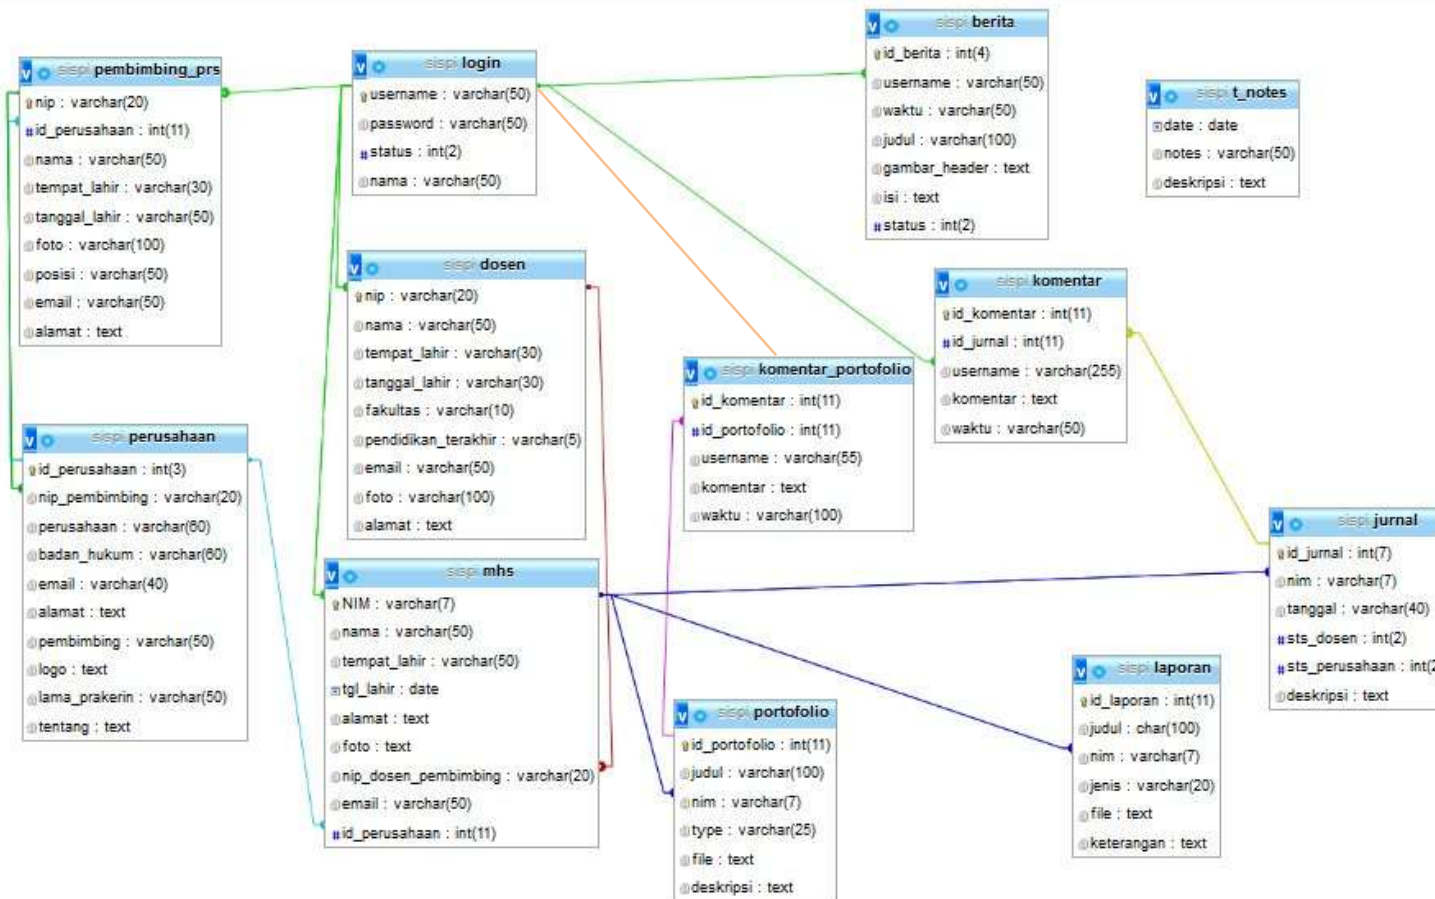 sispi pembimbing_prs
nip : varchar(20)
#id_perusahaan : int(11)
nama : varchar(50)
tempat_lahir : varchar(30)
tanggal_lahir : varchar(50)
foto : varchar(100)
posisi : varchar(50)
email : varchar(50)
alamat : text
sispi login
username : varchar(50)
password : varchar(50)
#status : int(2)
nama : varchar(50)
sispi berita
id_berita : int(4)
username : varchar(50)
waktu : varchar(50)
judul : varchar(100)
gambar_header : text
isi : text
#status : int(2)
sispi t_notes
date : date
notes : varchar(50)
deskripsi : text
sispi dosen
nip : varchar(20)
nama : varchar(50)
tempat_lahir : varchar(30)
tanggal_lahir : varchar(30)
fakultas : varchar(10)
pendidikan_terakhir : varchar(5)
email : varchar(50)
foto : varchar(100)
alamat : text
sispi komentar
id_komentar : int(11)
#id_jurnal : int(11)
username : varchar(255)
komentar : text
waktu : varchar(50)
sispi komentar_portofolio
id_komentar : int(11)
#id_portofolio : int(11)
username : varchar(55)
komentar : text
waktu : varchar(100)
sispi perusahaan
id_perusahaan : int(3)
nip_pembimbing : varchar(20)
perusahaan : varchar(60)
badan_hukum : varchar(60)
email : varchar(40)
alamat : text
pembimbing : varchar(50)
logo : text
lama_prakerin : varchar(50)
tentang : text
sispi mhs
NIM : varchar(7)
nama : varchar(50)
tempat_lahir : varchar(50)
tgl_lahir : date
alamat : text
foto : text
nip_dosen_pembimbing : varchar(20)
email : varchar(50)
#id_perusahaan : int(11)
sispi jurnal
id_jurnal : int(7)
nim : varchar(7)
tanggal : varchar(40)
#sts_dosen : int(2)
#sts_perusahaan : int(2
deskripsi : text
sispi laporan
id_laporan : int(11)
judul : char(100)
nim : varchar(7)
jenis : varchar(20)
file : text
keterangan : text
sispi portofolio
id_portofolio : int(11)
judul : varchar(100)
nim : varchar(7)
type : varchar(25)
file : text
deskripsi : text